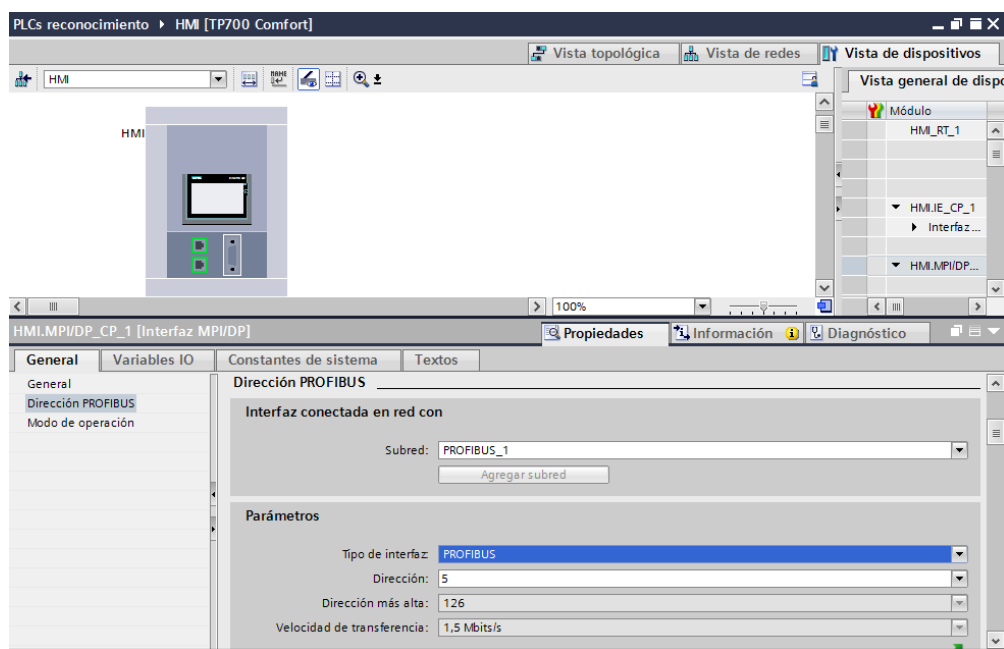 PLCs reconocimiento ▸ HMI [TP700 Comfort]
Vista topológica Vista de redes Vista de dispositivos
HMI Vista general de dispo
Módulo
HMI HMI_RT_1
HMI.IE_CP_1
Interfaz...
HMI.MPI/DP...
100%
HMI.MPI/DP_CP_1 [Interfaz MPI/DP] Propiedades Información Diagnóstico
General Variables IO Constantes de sistema Textos
General Dirección PROFIBUS
Dirección PROFIBUS
Modo de operación
Interfaz conectada en red con
Subred: PROFIBUS_1
Agregar subred
Parámetros
Tipo de interfaz: PROFIBUS
Dirección: 5
Dirección más alta: 126
Velocidad de transferencia: 1,5 Mbits/s